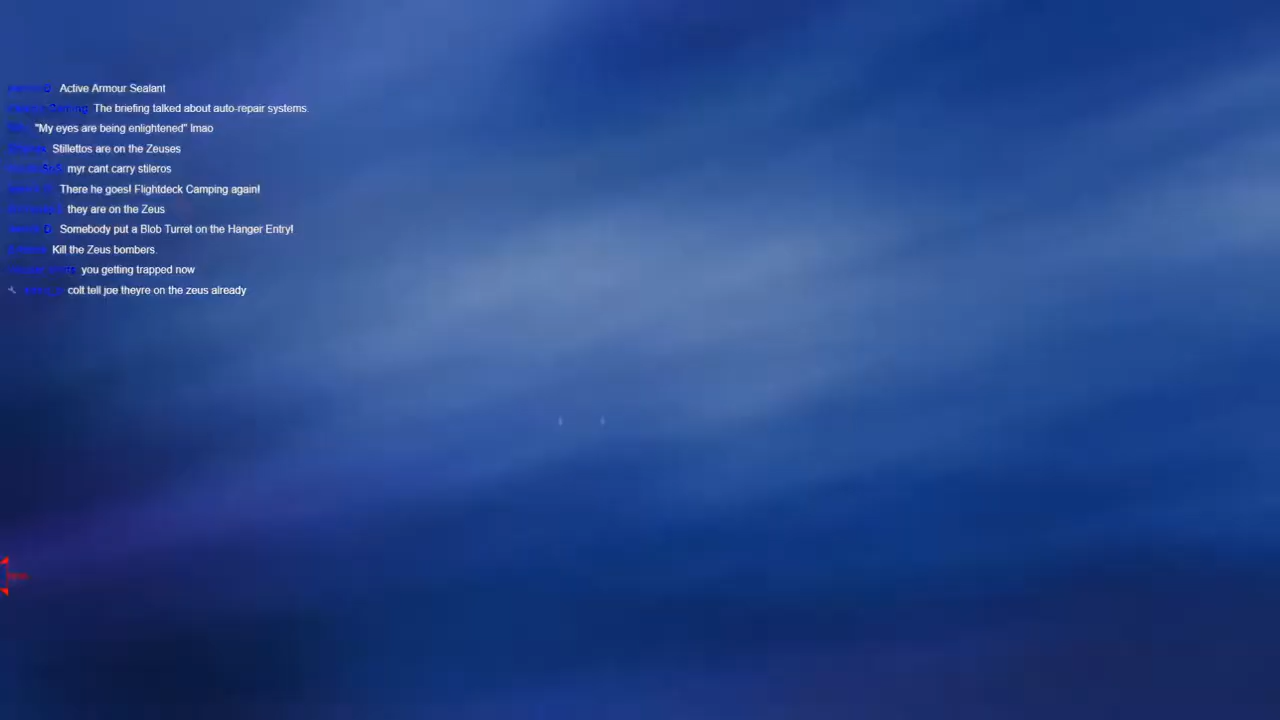 Active Armour Sealant
The briefing talked about auto-repair systems.
"My eyes are being enlightened" lmao
Stillettos are on the Zeuses
myr cant carry stileros
There he goes! Flightdeck Camping again!
they are on the Zeus
Somebody put a Blob Turret on the Hanger Entry!
Kill the Zeus bombers.
you getting trapped now
colt tell joe theyre on the zeus already